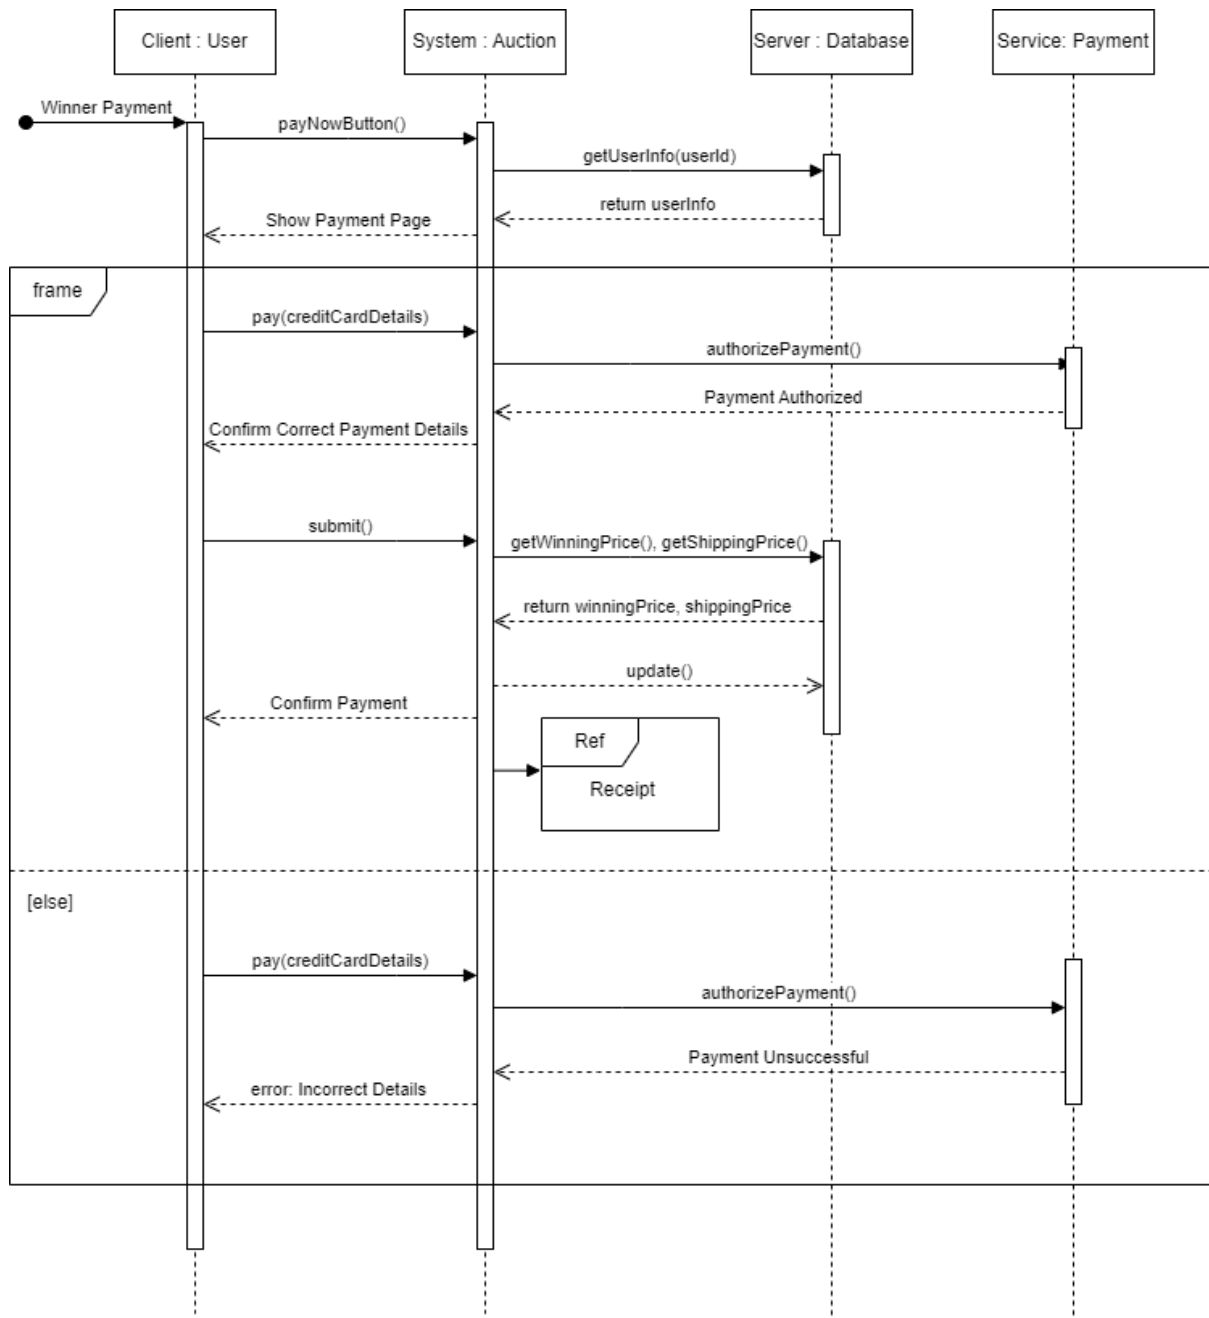 Client : User
System : Auction
Server : Database
Service: Payment
Winner Payment
payNowButton()
getUserInfo(userId)
return userInfo
Show Payment Page
frame
pay(creditCardDetails)
authorizePayment()
Payment Authorized
Confirm Correct Payment Details
submit()
getWinningPrice(), getShippingPrice()
return winningPrice, shippingPrice
update()
Confirm Payment
Ref
Receipt
[else]
pay(creditCardDetails)
authorizePayment()
Payment Unsuccessful
error: Incorrect Details